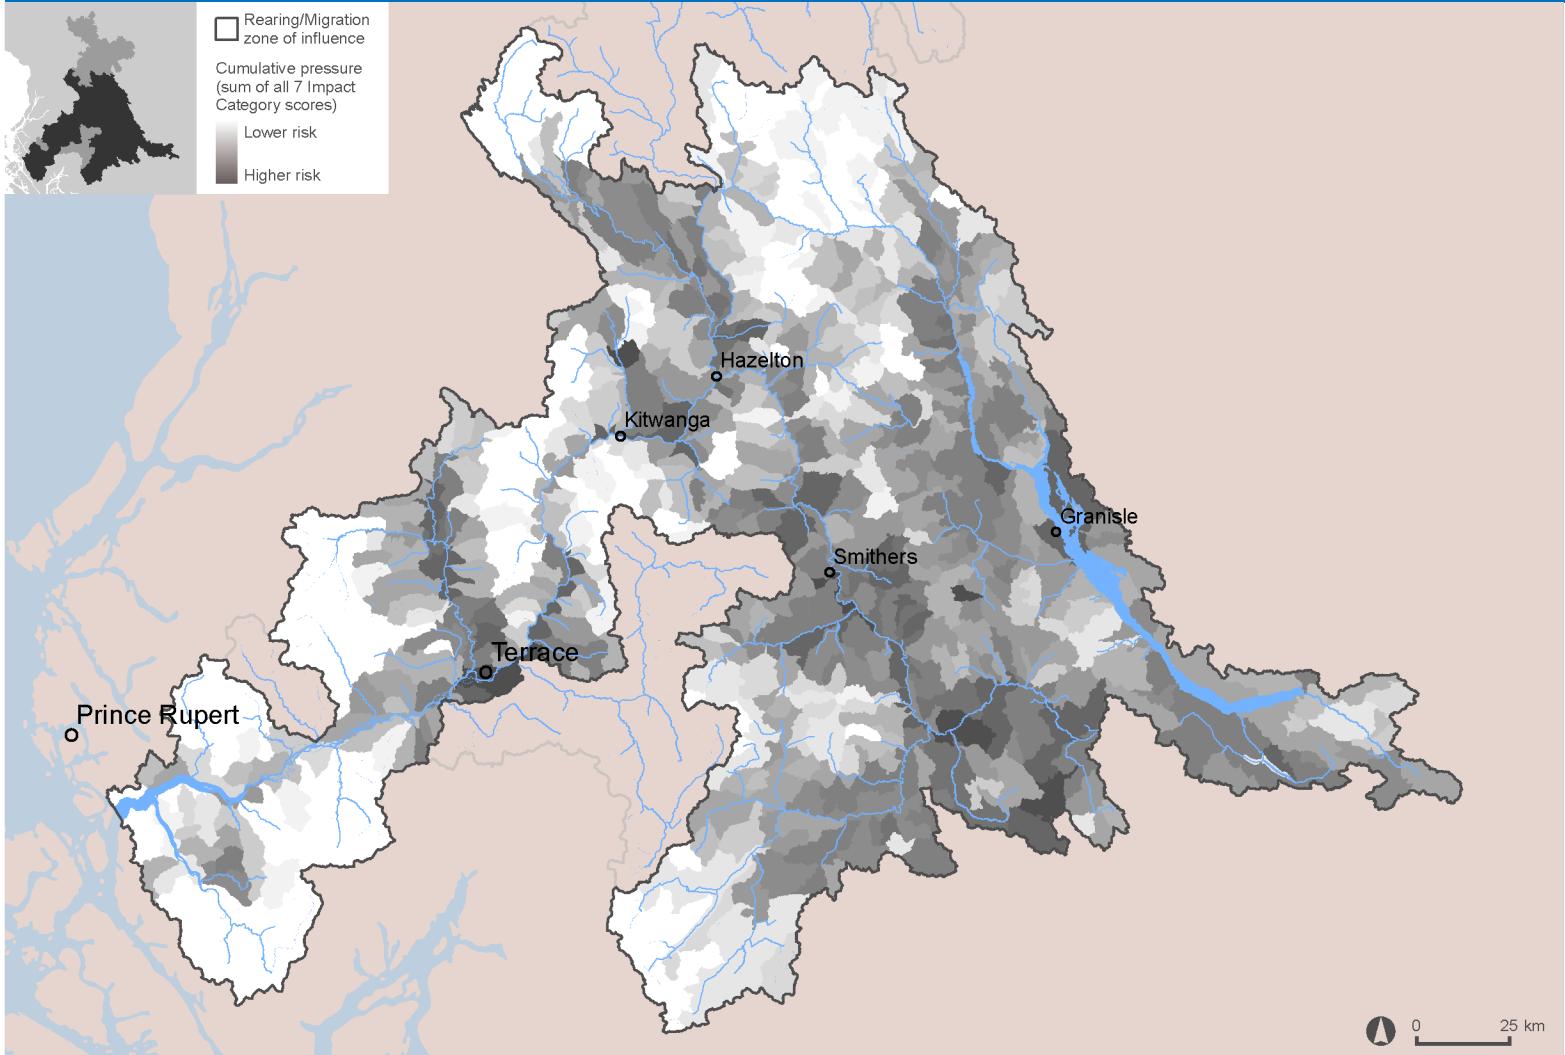 Rearing/Migration
zone of influence
Cumulative pressure
(sum of all 7 Impact
Category scores)
Lower risk
Higher risk
Hazelton
Kitwanga
Granisle
Smithers
Terrace
Prince Rupert
0 25 km